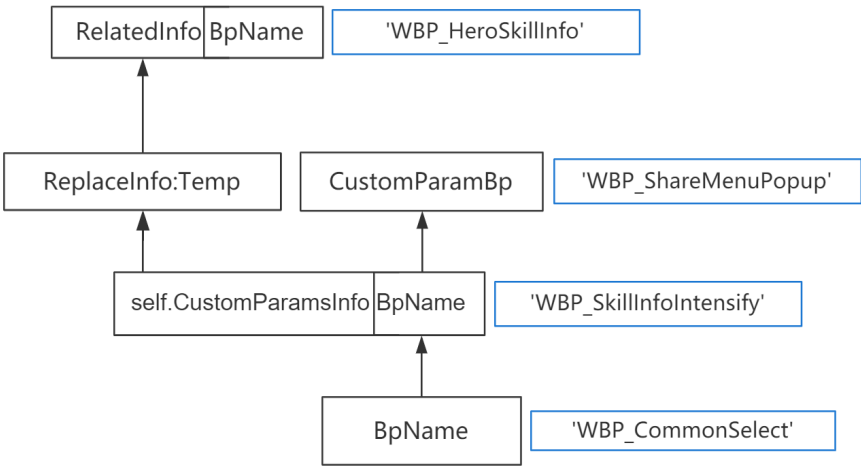 RelatedInfo BpName 'WBP_HeroSkillInfo'
ReplaceInfo:Temp CustomParamBp 'WBP_ShareMenuPopup'
self.CustomParamsInfo BpName 'WBP_SkillInfoIntensify'
BpName 'WBP_CommonSelect'